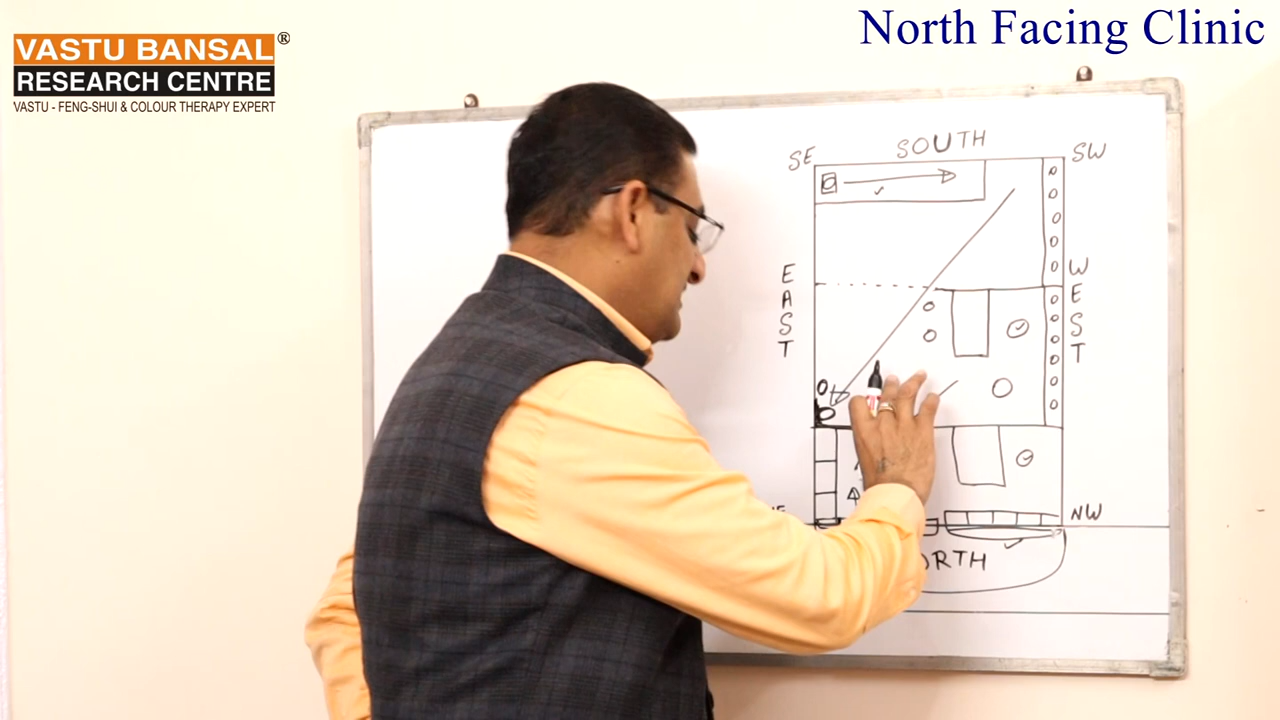 North Facing Clinic
VASTU BANSAL®
RESEARCH CENTRE
VASTU - FENG-SHUI & COLOUR THERAPY EXPERT
SE
SOUTH
SW
EAST
WEST
NW